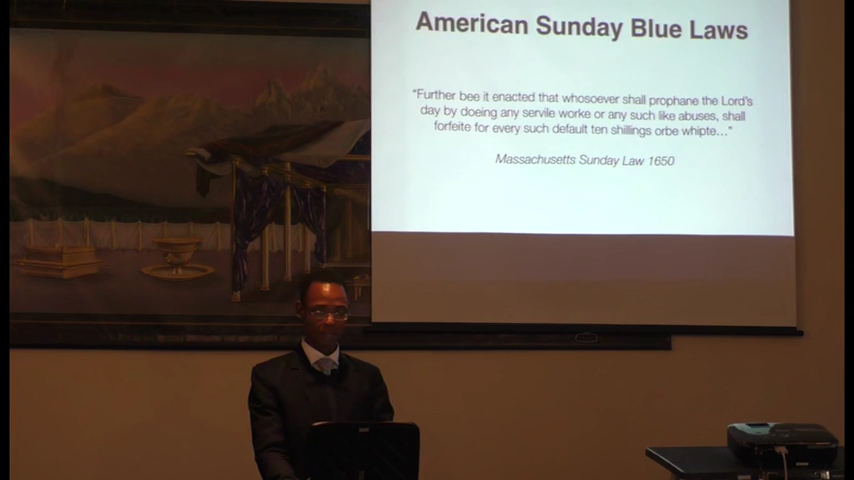 American Sunday Blue Laws
“Further bee it enacted that whosoever shall prophane the Lord's
day by doeing any servile worke or any such like abuses, shall
forfeite for every such default ten shillings orbe whipte…”
Massachusetts Sunday Law 1650